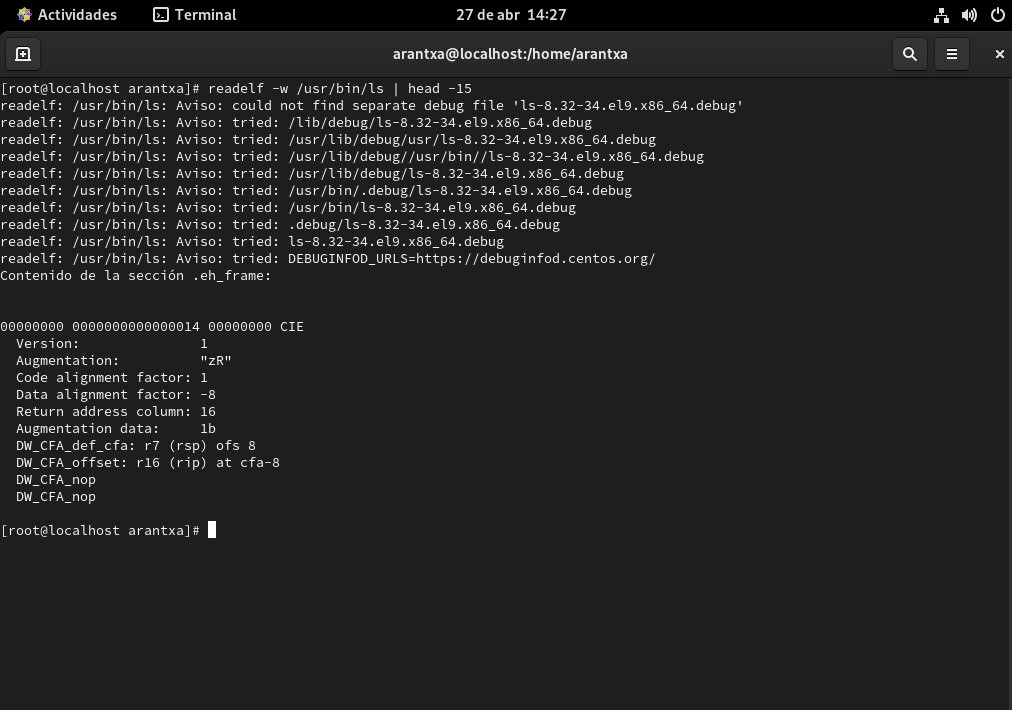 Actividades Terminal 27 de abr 14:27
arantxa@localhost:/home/arantxa
[root@localhost arantxa]# readelf -w /usr/bin/ls | head -15
readelf: /usr/bin/ls: Aviso: could not find separate debug file 'ls-8.32-34.el9.x86_64.debug'
readelf: /usr/bin/ls: Aviso: tried: /lib/debug/ls-8.32-34.el9.x86_64.debug
readelf: /usr/bin/ls: Aviso: tried: /usr/lib/debug/usr/ls-8.32-34.el9.x86_64.debug
readelf: /usr/bin/ls: Aviso: tried: /usr/lib/debug//usr/bin//ls-8.32-34.el9.x86_64.debug
readelf: /usr/bin/ls: Aviso: tried: /usr/lib/debug/ls-8.32-34.el9.x86_64.debug
readelf: /usr/bin/ls: Aviso: tried: /usr/bin/.debug/ls-8.32-34.el9.x86_64.debug
readelf: /usr/bin/ls: Aviso: tried: /usr/bin/ls-8.32-34.el9.x86_64.debug
readelf: /usr/bin/ls: Aviso: tried: .debug/ls-8.32-34.el9.x86_64.debug
readelf: /usr/bin/ls: Aviso: tried: ls-8.32-34.el9.x86_64.debug
readelf: /usr/bin/ls: Aviso: tried: DEBUGINFOD_URLS=https://debuginfod.centos.org/
Contenido de la sección .eh_frame:
00000000 0000000000000014 00000000 CIE
Version: 1
Augmentation: "zR"
Code alignment factor: 1
Data alignment factor: -8
Return address column: 16
Augmentation data: 1b
DW_CFA_def_cfa: r7 (rsp) ofs 8
DW_CFA_offset: r16 (rip) at cfa-8
DW_CFA_nop
DW_CFA_nop
[root@localhost arantxa]#